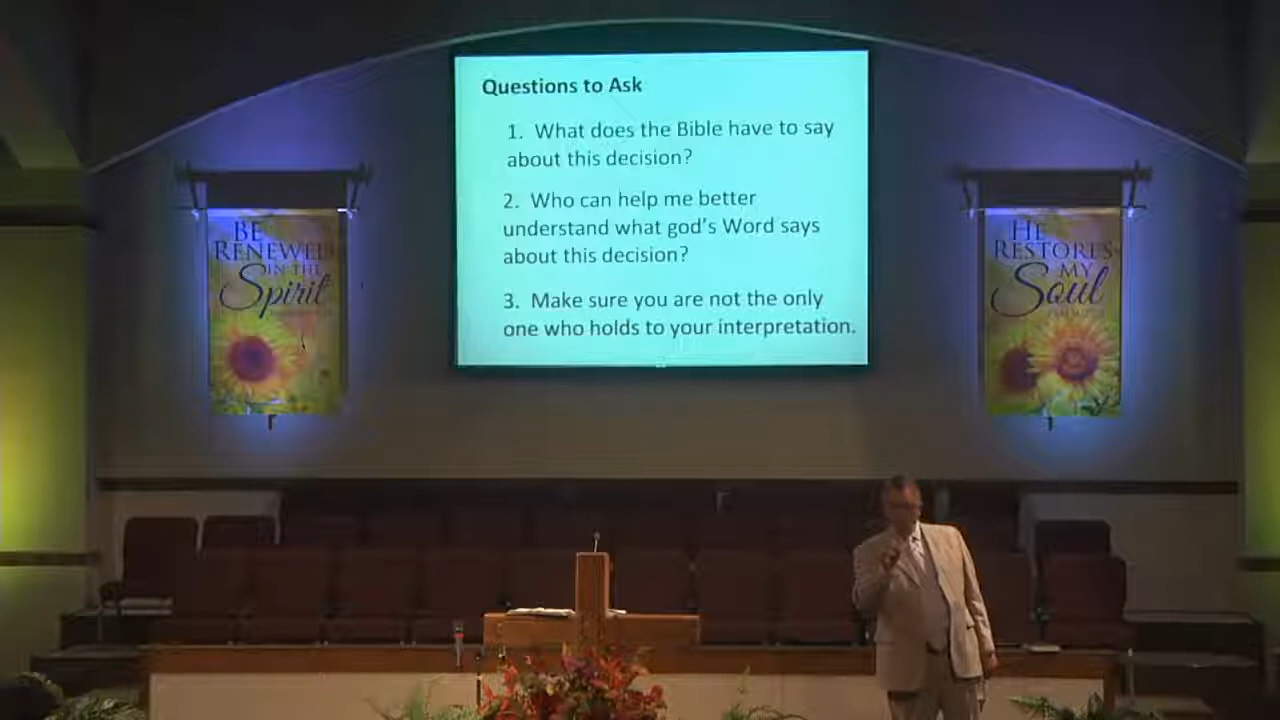 Questions to Ask
1. What does the Bible have to say
about this decision?
2. Who can help me better
understand what god's Word says
about this decision?
3. Make sure you are not the only
one who holds to your interpretation.
BE
RENEWED
IN THE
Spirit
HE
RESTORES
MY
Soul